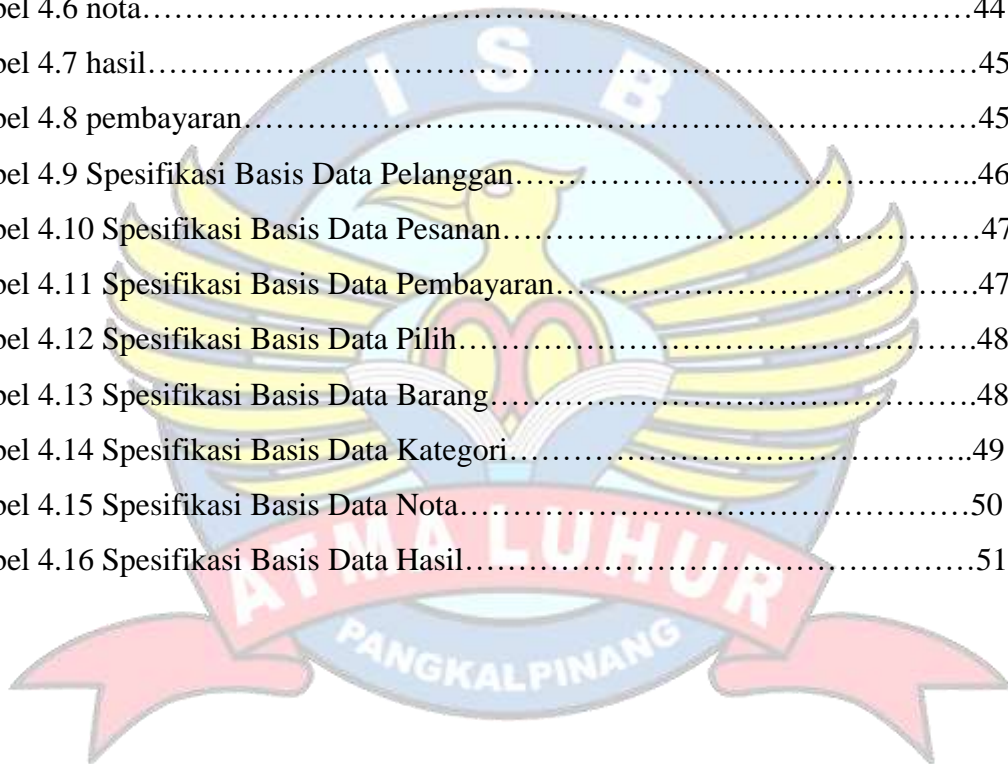 bel 4.6 nota…………………………………………………………………………44
bel 4.7 hasil…………………………………………………………………………45
bel 4.8 pembayaran…………………………………………………………………45
bel 4.9 Spesifikasi Basis Data Pelanggan………………………………………..46
bel 4.10 Spesifikasi Basis Data Pesanan…………………………………………47
bel 4.11 Spesifikasi Basis Data Pembayaran……………………………………..47
bel 4.12 Spesifikasi Basis Data Pilih……………………………………………….48
bel 4.13 Spesifikasi Basis Data Barang……………………………………………48
bel 4.14 Spesifikasi Basis Data Kategori…………………………………………..49
bel 4.15 Spesifikasi Basis Data Nota………………………………………………50
bel 4.16 Spesifikasi Basis Data Hasil………………………………………………51
ISB
ATMA LUHUR
PANGKALPINANG